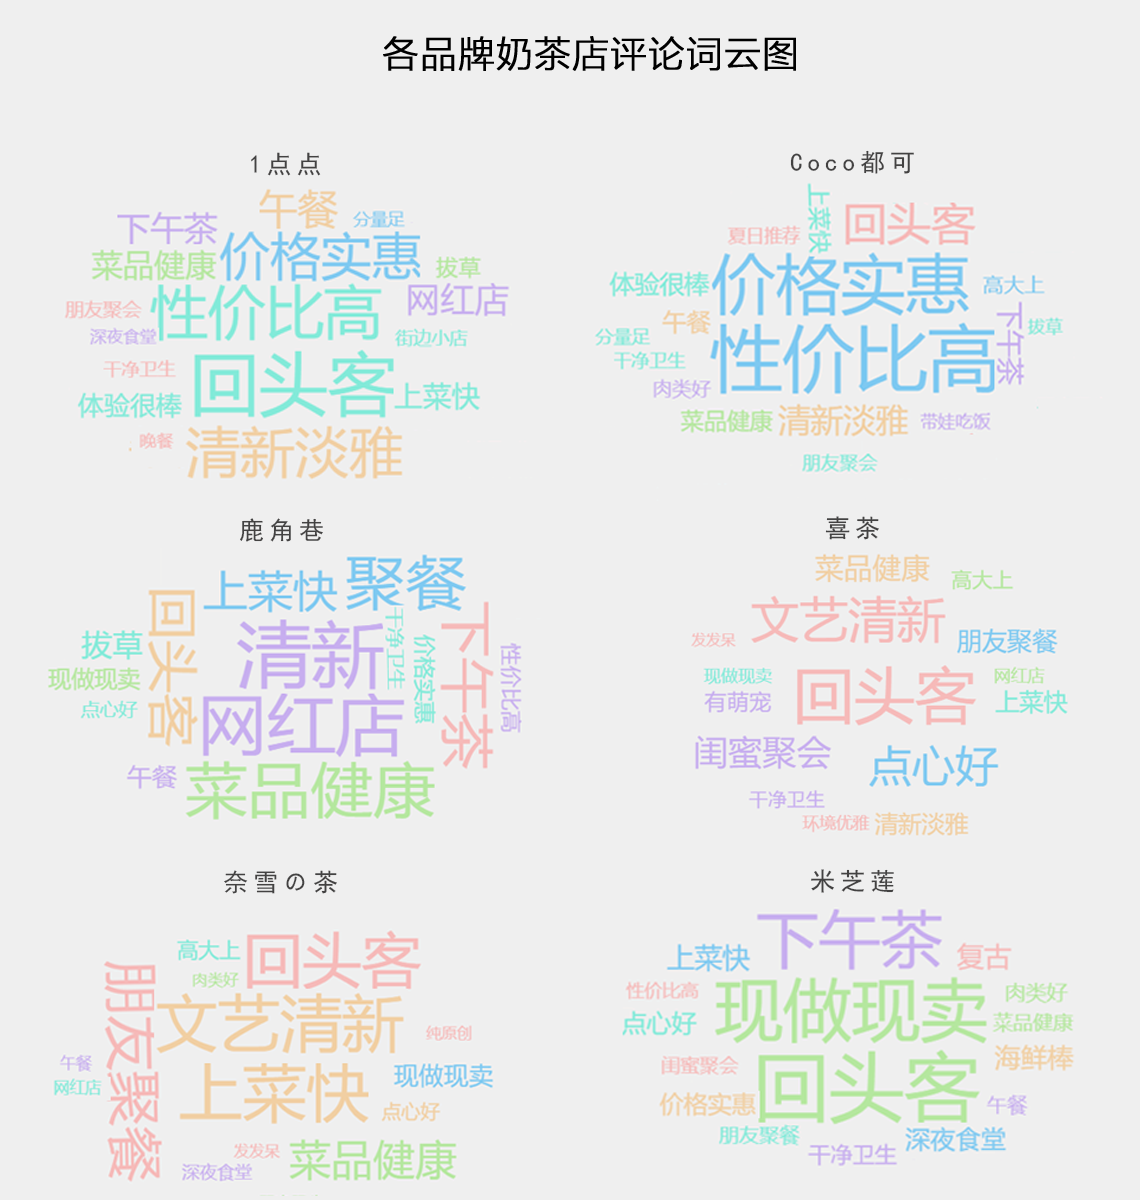 各品牌奶茶店评论词云图
1点点
午餐
分量足
下午茶
价格实惠
菜品健康
拔草
性价比高
网红店
朋友聚会
深夜食堂
街边小店
干净卫生
回头客
体验很棒
上菜快
晚餐
清新淡雅
Coco都可
上菜快
回头客
夏日推荐
价格实惠
体验很棒
高大上
午餐
下午茶
拔草
分量足
性价比高
干净卫生
肉类好
菜品健康
清新淡雅
带娃吃饭
朋友聚会
鹿角巷
聚餐
上菜快
回头客
清新
干净卫生
价格实惠
下午茶
性价比高
拔草
现做现卖
点心好
网红店
午餐
菜品健康
喜茶
菜品健康
高大上
文艺清新
发发呆
朋友聚餐
现做现卖
回头客
网红店
有萌宠
上菜快
闺蜜聚会
点心好
干净卫生
环境优雅
清新淡雅
奈雪の茶
高大上
回头客
肉类好
朋友聚餐
文艺清新
纯原创
午餐
网红店
上菜快
现做现卖
点心好
发发呆
菜品健康
深夜食堂
米芝莲
下午茶
上菜快
复古
性价比高
现做现卖
肉类好
点心好
菜品健康
闺蜜聚会
回头客
海鲜棒
价格实惠
午餐
朋友聚餐
深夜食堂
干净卫生